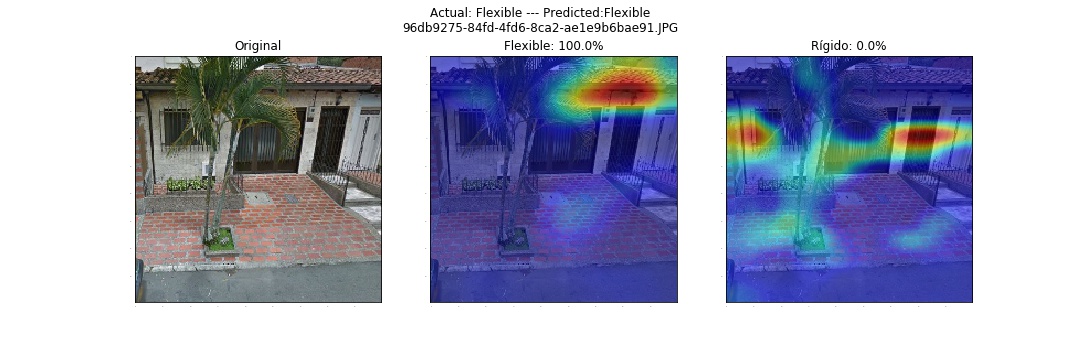 Actual: Flexible --- Predicted:Flexible
96db9275-84fd-4fd6-8ca2-ae1e9b6bae91.JPG
Original
Flexible: 100.0%
Rígido: 0.0%